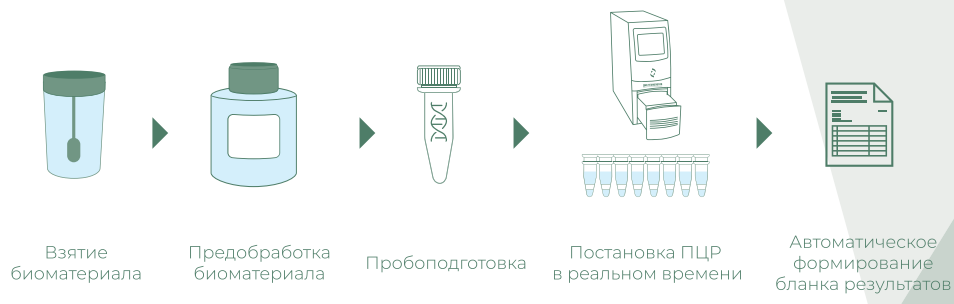 Взятие
биоматериала
Предобработка
биоматериала
Пробоподготовка
Постановка ПЦР
в реальном времени
Автоматическое
формирование
бланка результатов